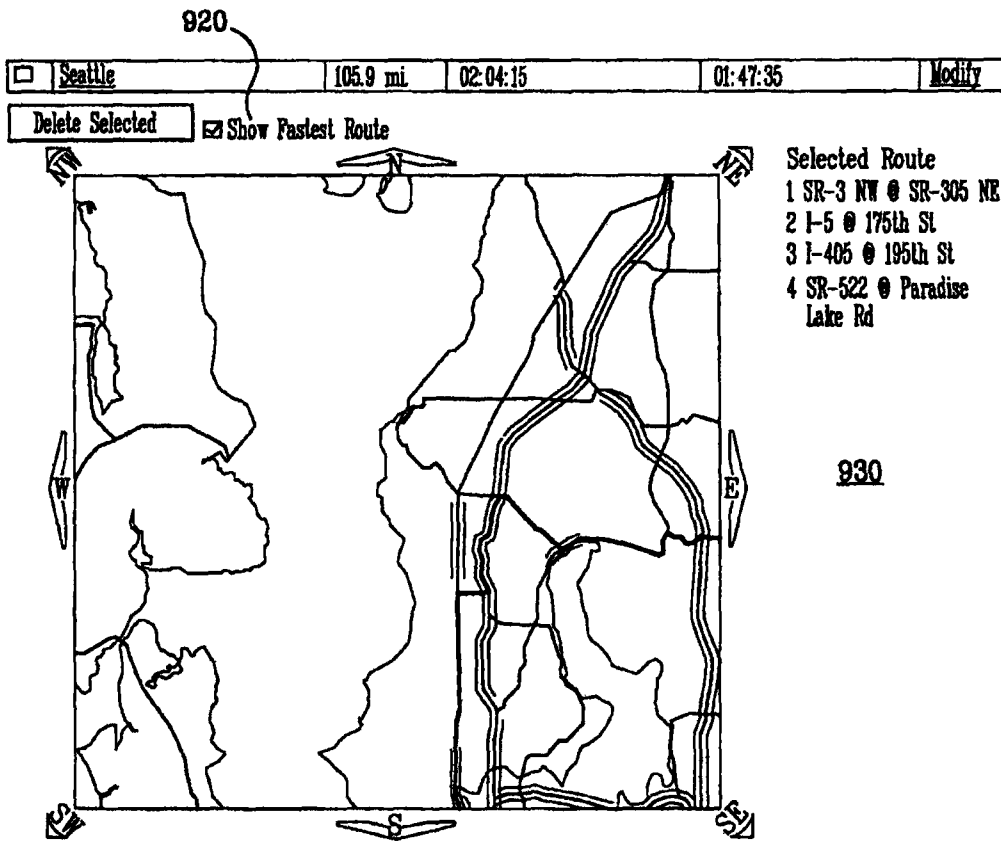 920
Seattle 105.9 mi. 02:04:15 01:47:35 Modify
Delete Selected Show Fastest Route
NW N NE
Selected Route
1 SR-3 NW @ SR-305 NE
2 I-5 @ 175th St
3 I-405 @ 195th St
4 SR-522 @ Paradise
Lake Rd
W E
930
SW S SE